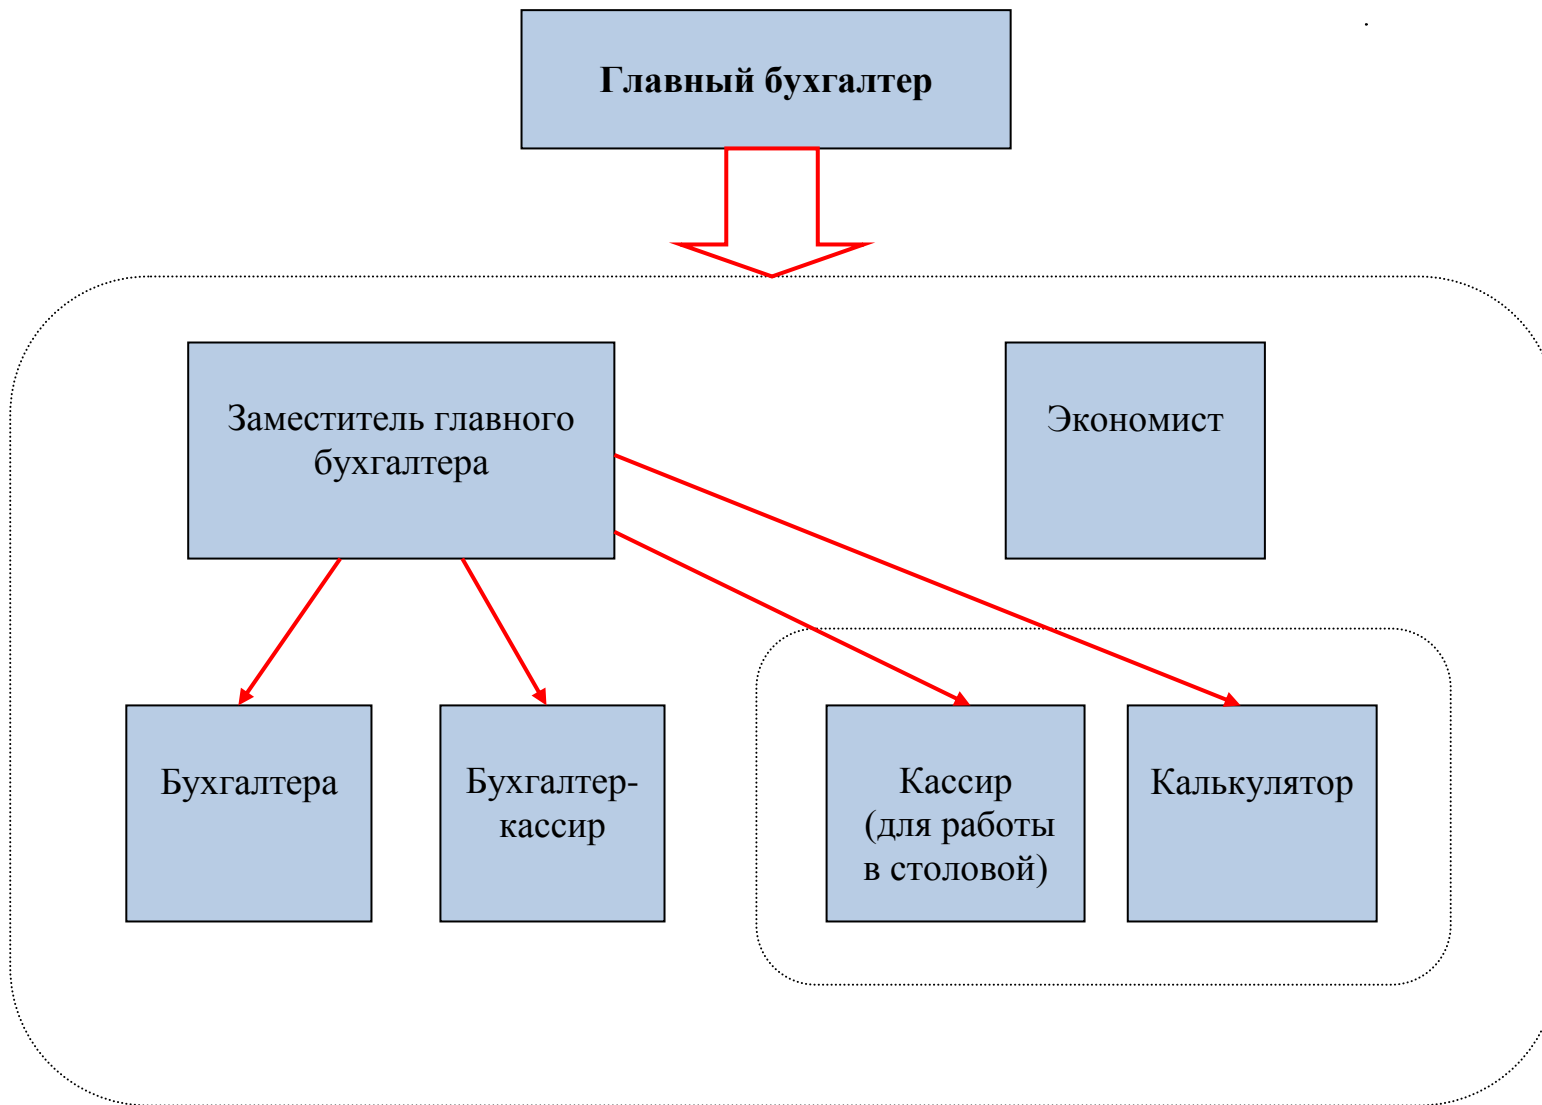 Главный бухгалтер
Заместитель главного
бухгалтера
Экономист
Бухгалтера
Бухгалтер-
кассир
Кассир
(для работы
в столовой)
Калькулятор